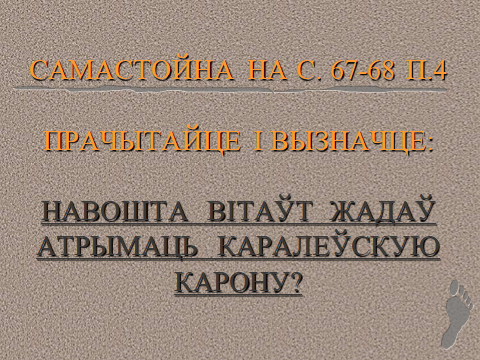 САМАСТОЙНА НА С. 67-68 П.4
ПРАЧЫТАЙЦЕ І ВЫЗНАЧЦЕ:
НАВОШТА ВІТАЎТ ЖАДАЎ
АТРЫМАЦЬ КАРАЛЕЎСКУЮ
КАРОНУ?